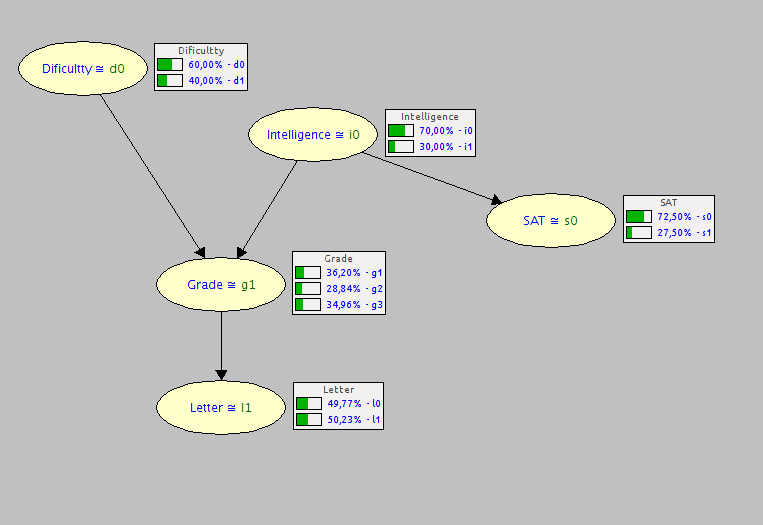 Dificultty ≅ d0
Dificultty
60,00% - d0
40,00% - d1
Intelligence ≅ i0
Intelligence
70,00% - i0
30,00% - i1
SAT ≅ s0
SAT
72,50% - s0
27,50% - s1
Grade ≅ g1
Grade
36,20% - g1
28,84% - g2
34,96% - g3
Letter ≅ l1
Letter
49,77% - l0
50,23% - l1